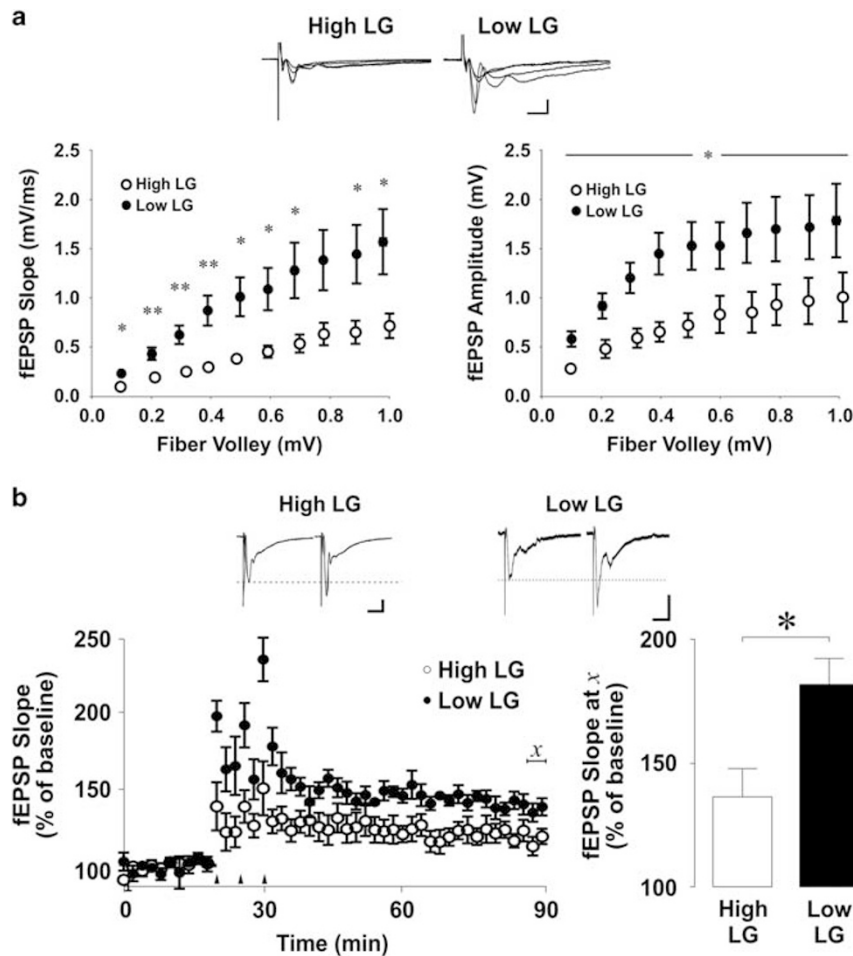 a
High LG
Low LG
2.5
2.0
1.5
1.0
0.5
0.0
fEPSP Slope (mV/ms)
High LG
Low LG
*
**
**
**
*
*
*
*
*
0.0
0.2
0.4
0.6
0.8
1.0
Fiber Volley (mV)
2.5
2.0
1.5
1.0
0.5
0.0
fEPSP Amplitude (mV)
*
High LG
Low LG
0.0
0.2
0.4
0.6
0.8
1.0
Fiber Volley (mV)
b
High LG
Low LG
250
200
150
100
fEPSP Slope
(% of baseline)
High LG
Low LG
x
0
30
60
90
Time (min)
200
150
100
fEPSP Slope at x
(% of baseline)
*
High
LG
Low
LG